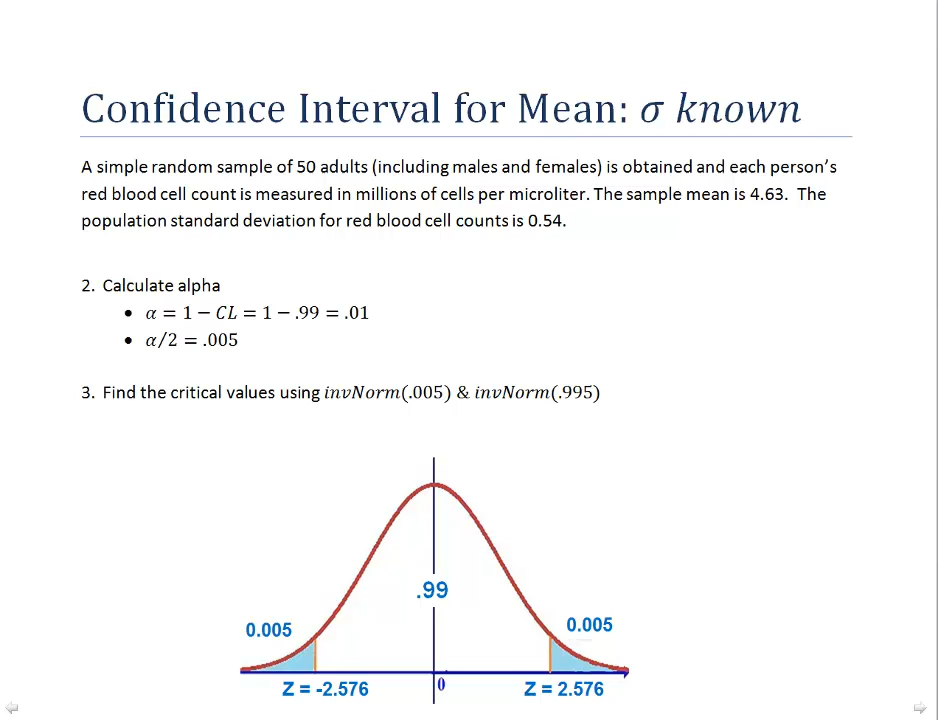 Confidence Interval for Mean: σ known
A simple random sample of 50 adults (including males and females) is obtained and each person's
red blood cell count is measured in millions of cells per microliter. The sample mean is 4.63. The
population standard deviation for red blood cell counts is 0.54.
2. Calculate alpha
• α = 1 − CL = 1 − .99 = .01
• α/2 = .005
3. Find the critical values using invNorm(.005) & invNorm(.995)
.99
0.005
0.005
Z = -2.576
0
Z = 2.576